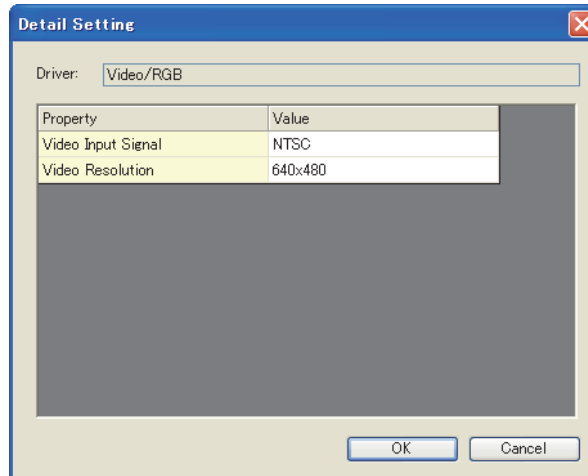 Detail Setting
Driver: Video/RGB
Property Value
Video Input Signal NTSC
Video Resolution 640x480
OK Cancel